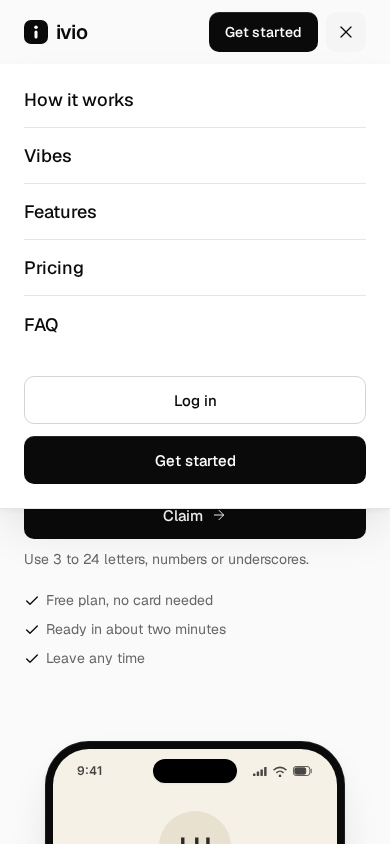 ivio
Get started
How it works
Vibes
Features
Pricing
FAQ
Log in
Get started
Claim →
Use 3 to 24 letters, numbers or underscores.
Free plan, no card needed
Ready in about two minutes
Leave any time
9:41